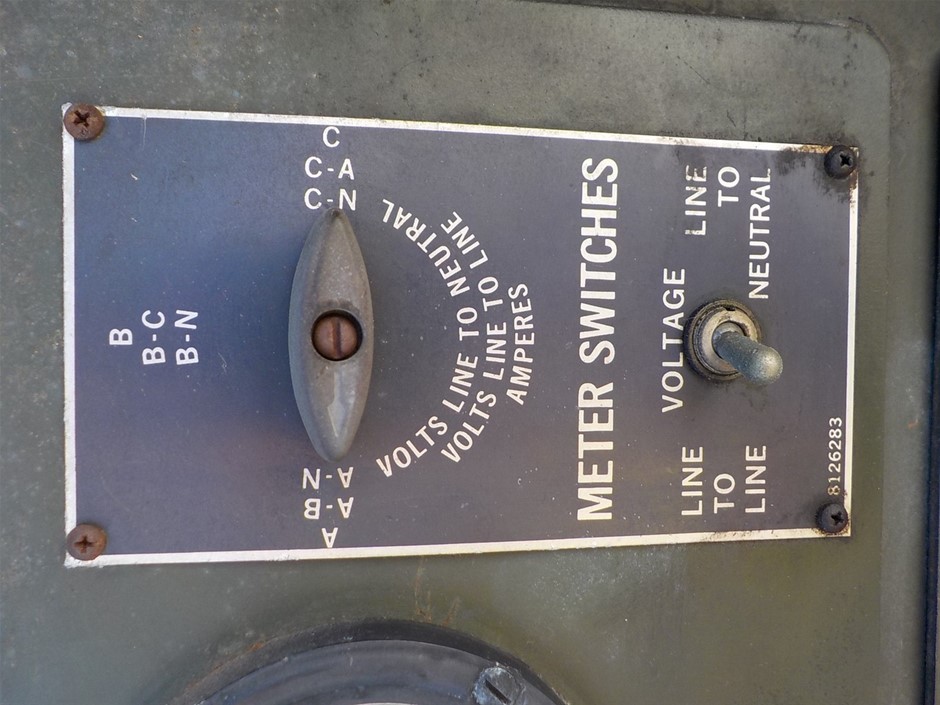 B
B-C
B-N
A
A-B
A-N
C
C-A
C-N
VOLTS LINE TO NEUTRAL
VOLTS LINE TO LINE
AMPERES
METER SWITCHES
VOLTAGE
LINE
TO
LINE
LINE
TO
NEUTRAL
8126283